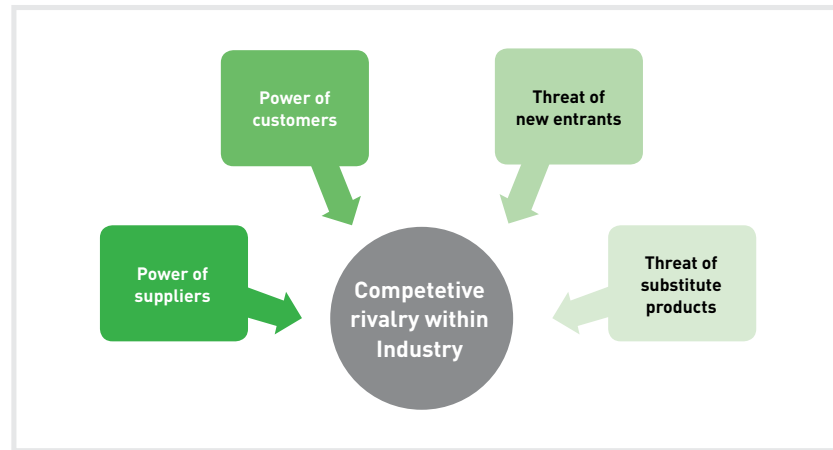 Power of
customers
Threat of
new entrants
Power of
suppliers
Competetive
rivalry within
Industry
Threat of
substitute
products